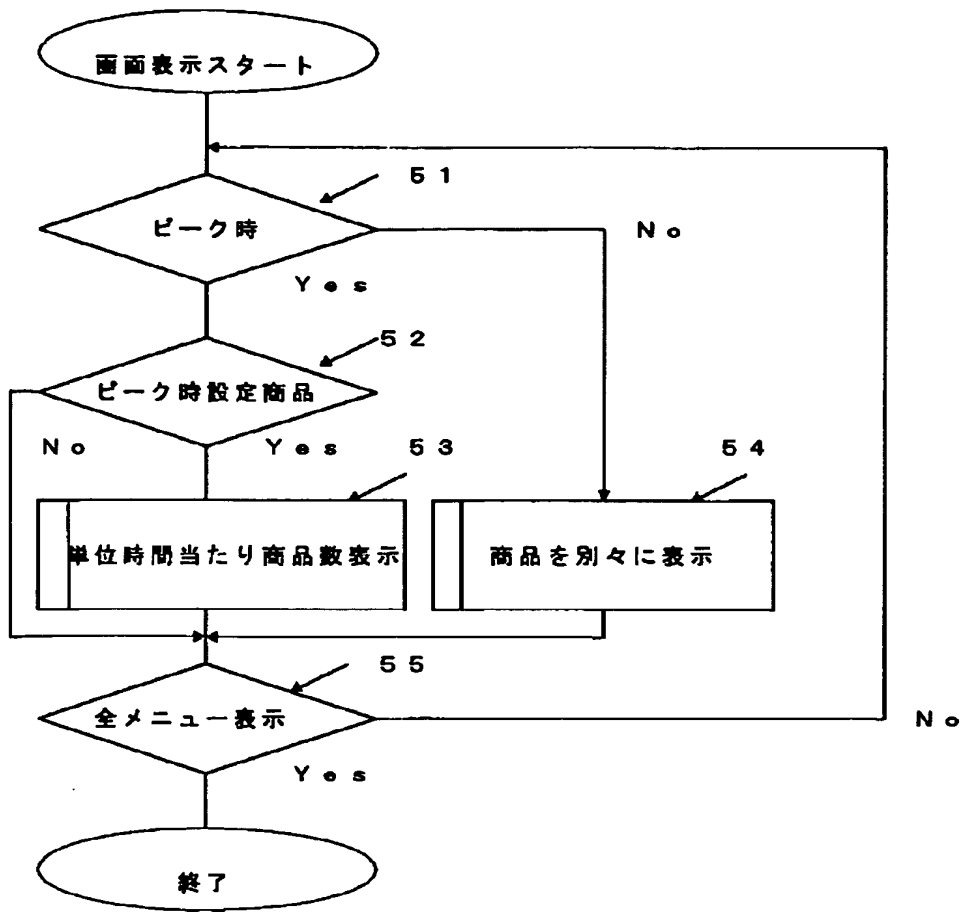 画面表示スタート
51
ピーク時
No
Yes
52
ピーク時設定商品
No
Yes
53
54
単位時間当たり商品数表示
商品を別々に表示
55
全メニュー表示
No
Yes
終了